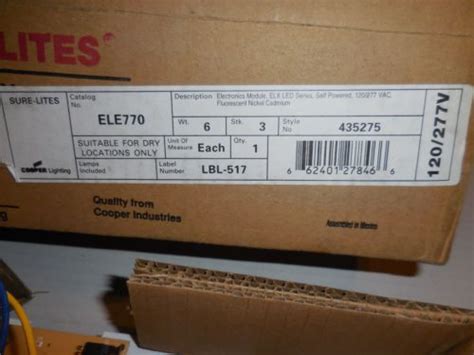 LITES
SURE-LITES
Catalog No.
ELE770
Description Electronics Module, ELX LED Series, Self Powered, 120/277 VAC,
Fluorescent Nickel Cadmium
Wt. 6 Stk. 3 Style No 435275
SUITABLE FOR DRY LOCATIONS ONLY
Unit Of Measure Each Qty. 1
COOPER Lighting
Lamps Included
Label Number LBL-517
6 62401 27846 6
120/277V
Quality from
Cooper Industries
Assembled in Mexico